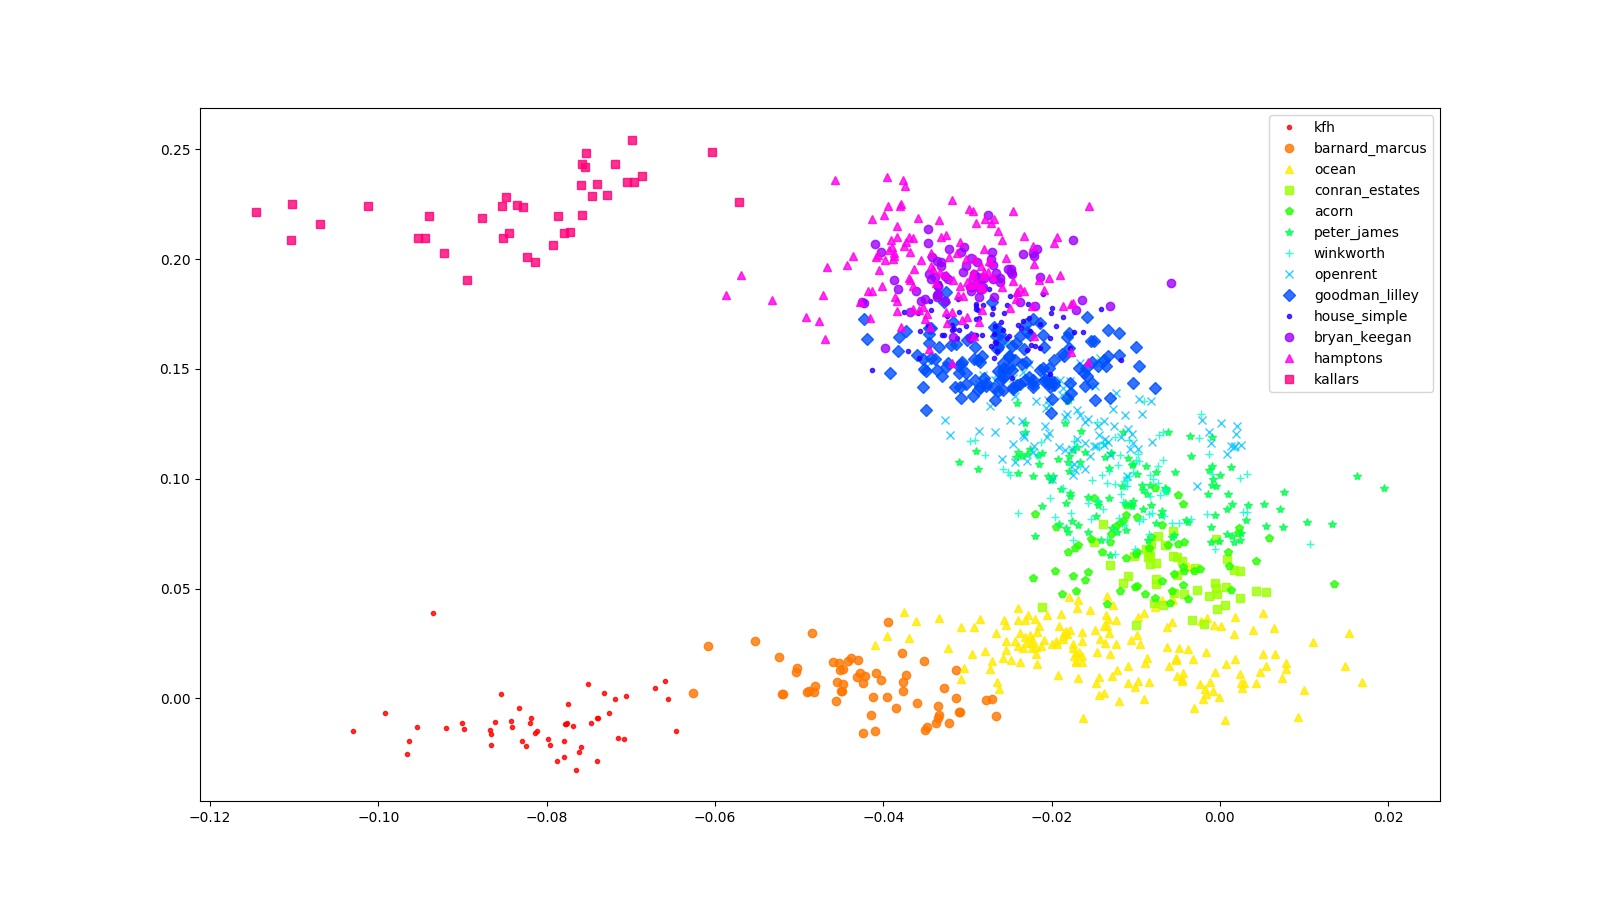 0.25
0.20
0.15
0.10
0.05
0.00
−0.12
−0.10
−0.08
−0.06
−0.04
−0.02
0.00
0.02
kfh
barnard_marcus
ocean
conran_estates
acorn
peter_james
winkworth
openrent
goodman_lilley
house_simple
bryan_keegan
hamptons
kallars